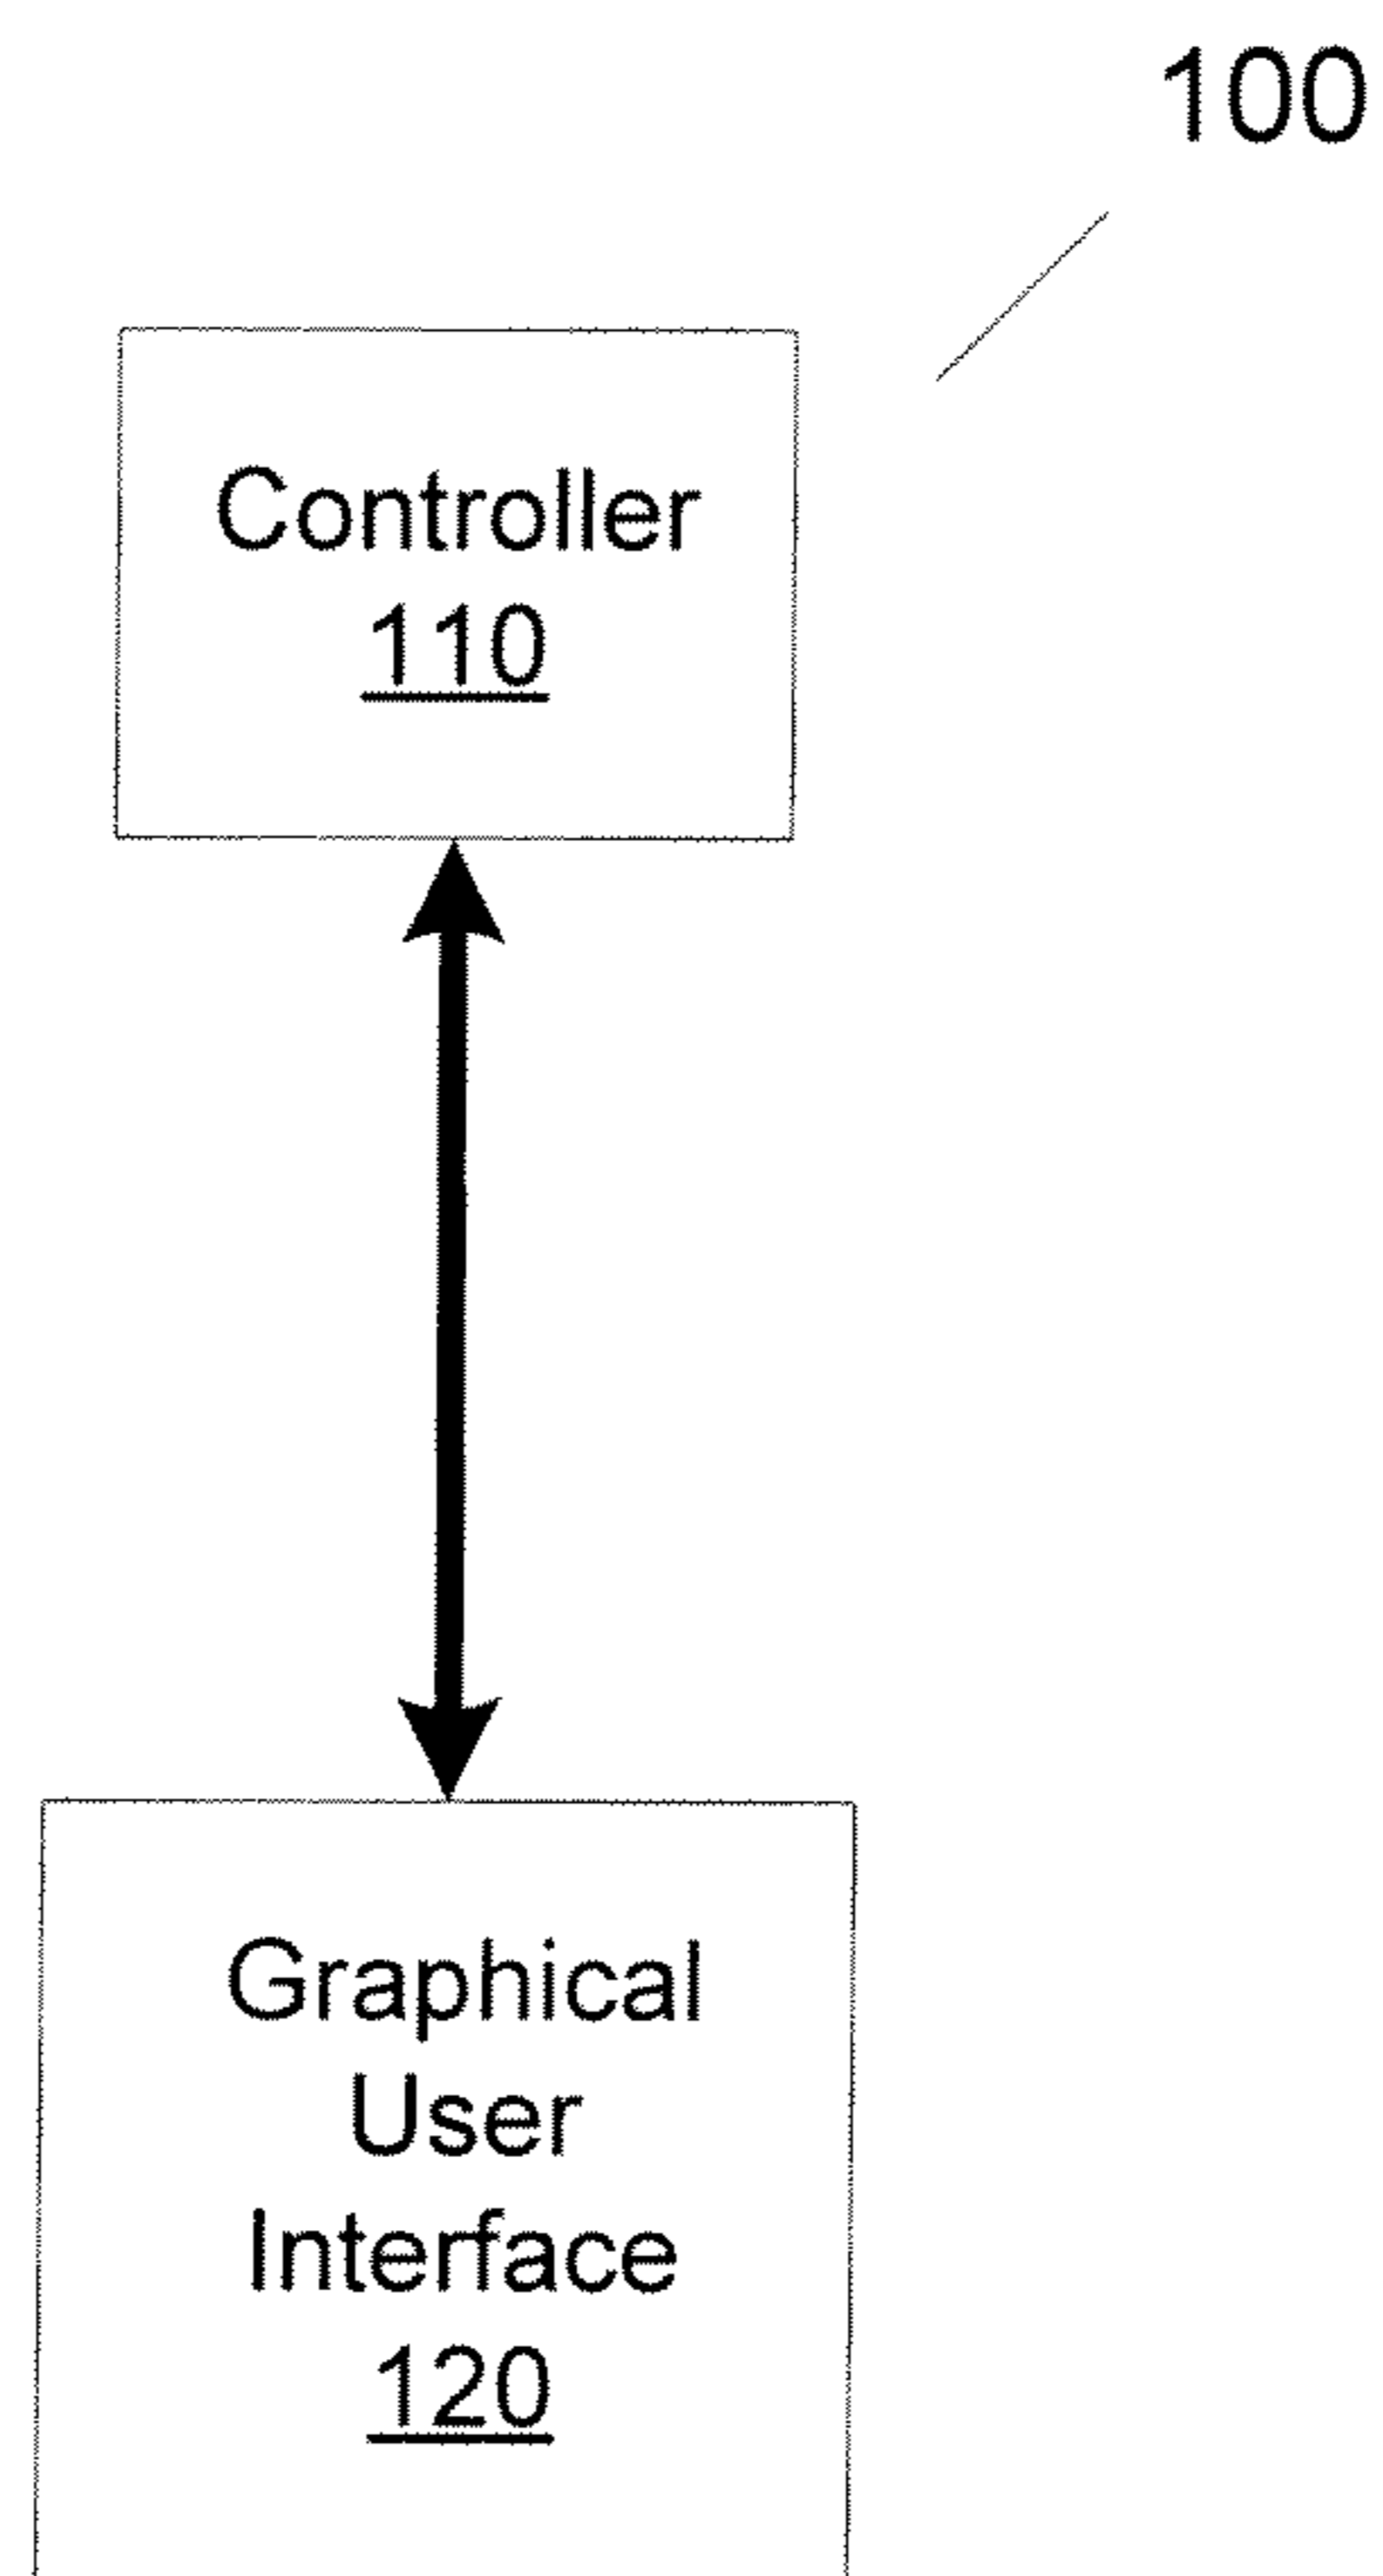 100
Controller
110
Graphical
User
Interface
120